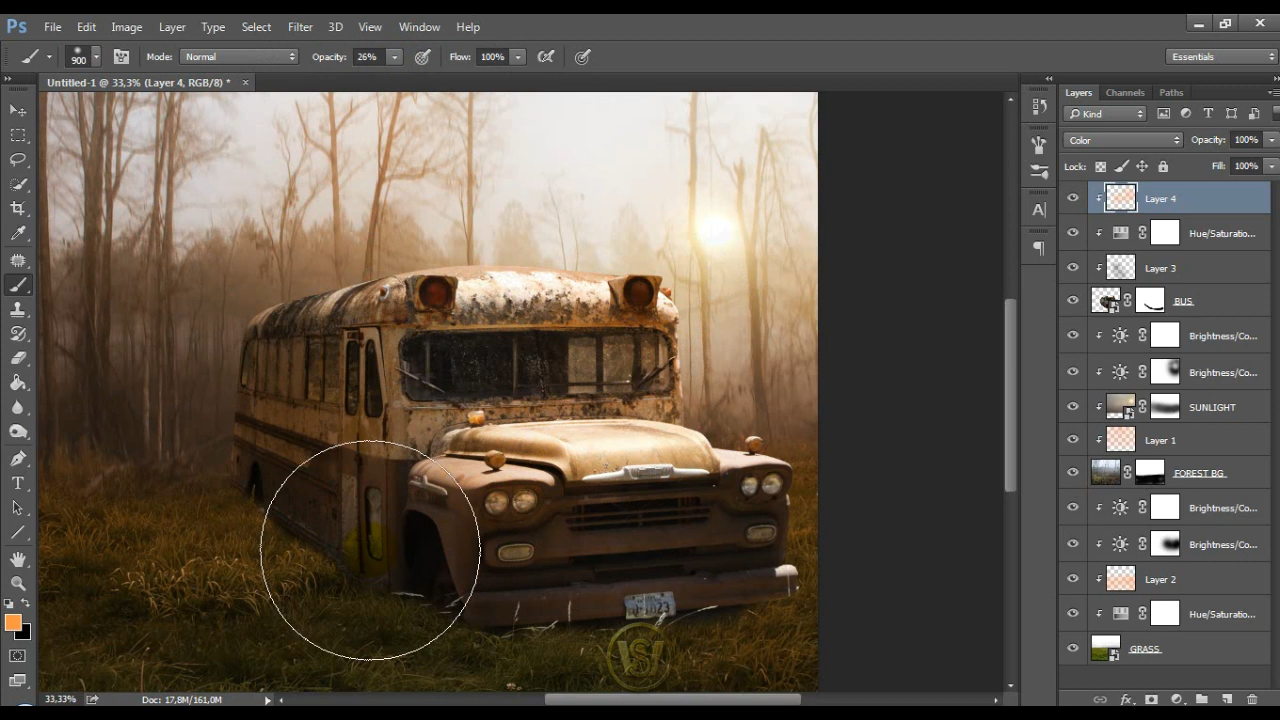 Ps File Edit Image Layer Type Select Filter 3D View Window Help
900 Mode: Normal Opacity: 26% Flow: 100% Essentials
Untitled-1 @ 33,3% (Layer 4, RGB/8) * ×
Layers Channels Paths
Kind
Color Opacity: 100%
Lock: Fill: 100%
Layer 4
Hue/Saturatio...
Layer 3
BUS
Brightness/Co...
Brightness/Co...
SUNLIGHT
Layer 1
FOREST BG
Brightness/Co...
Brightness/Co...
Layer 2
Hue/Saturatio...
GRASS
33,33% Doc: 17,8M/161,0M